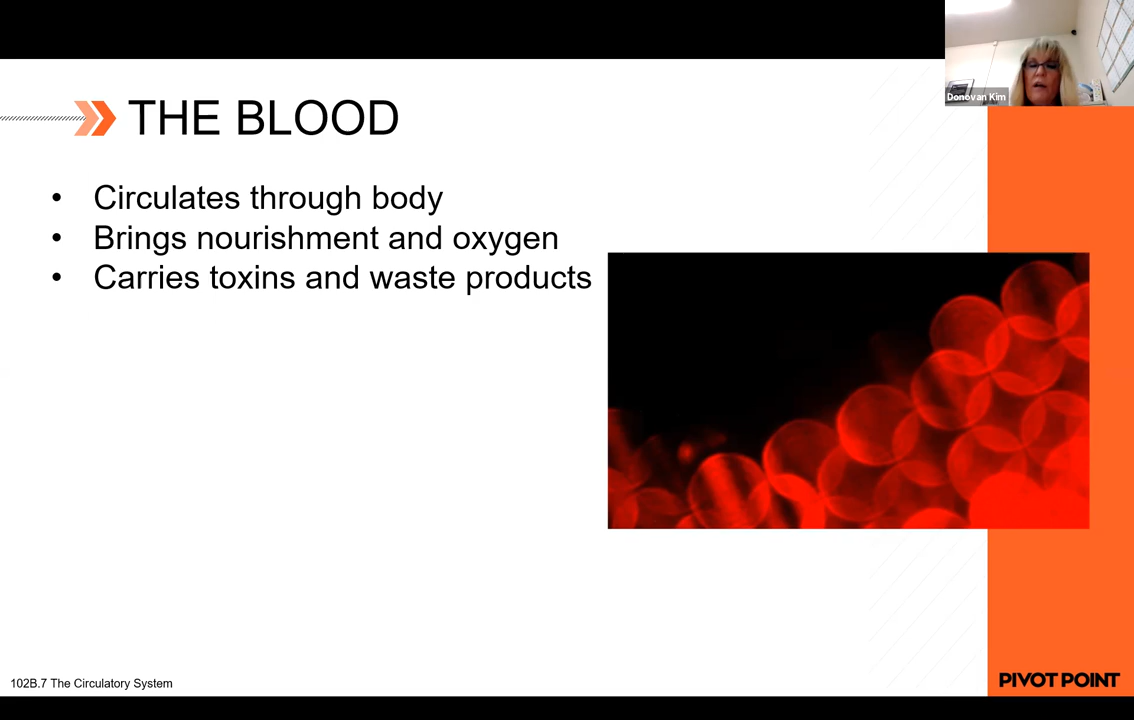 Donovan Kim
THE BLOOD
• Circulates through body
• Brings nourishment and oxygen
• Carries toxins and waste products
102B.7 The Circulatory System
PIVOT POINT